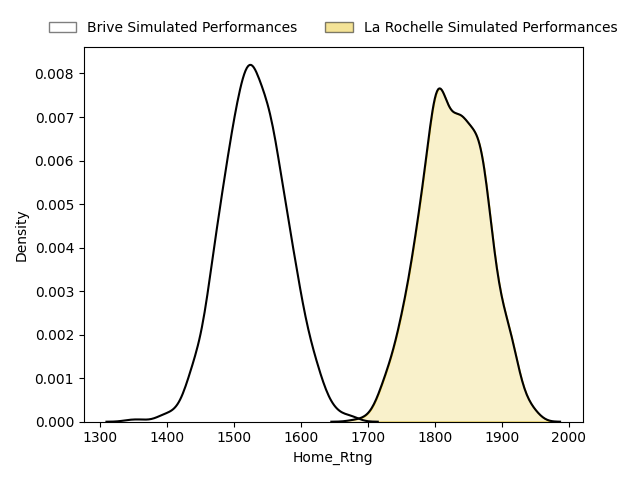 Brive Simulated Performances La Rochelle Simulated Performances
0.008
0.007
0.006
0.005
0.004
0.003
0.002
0.001
0.000
Density
1300 1400 1500 1600 1700 1800 1900 2000
Home_Rtng